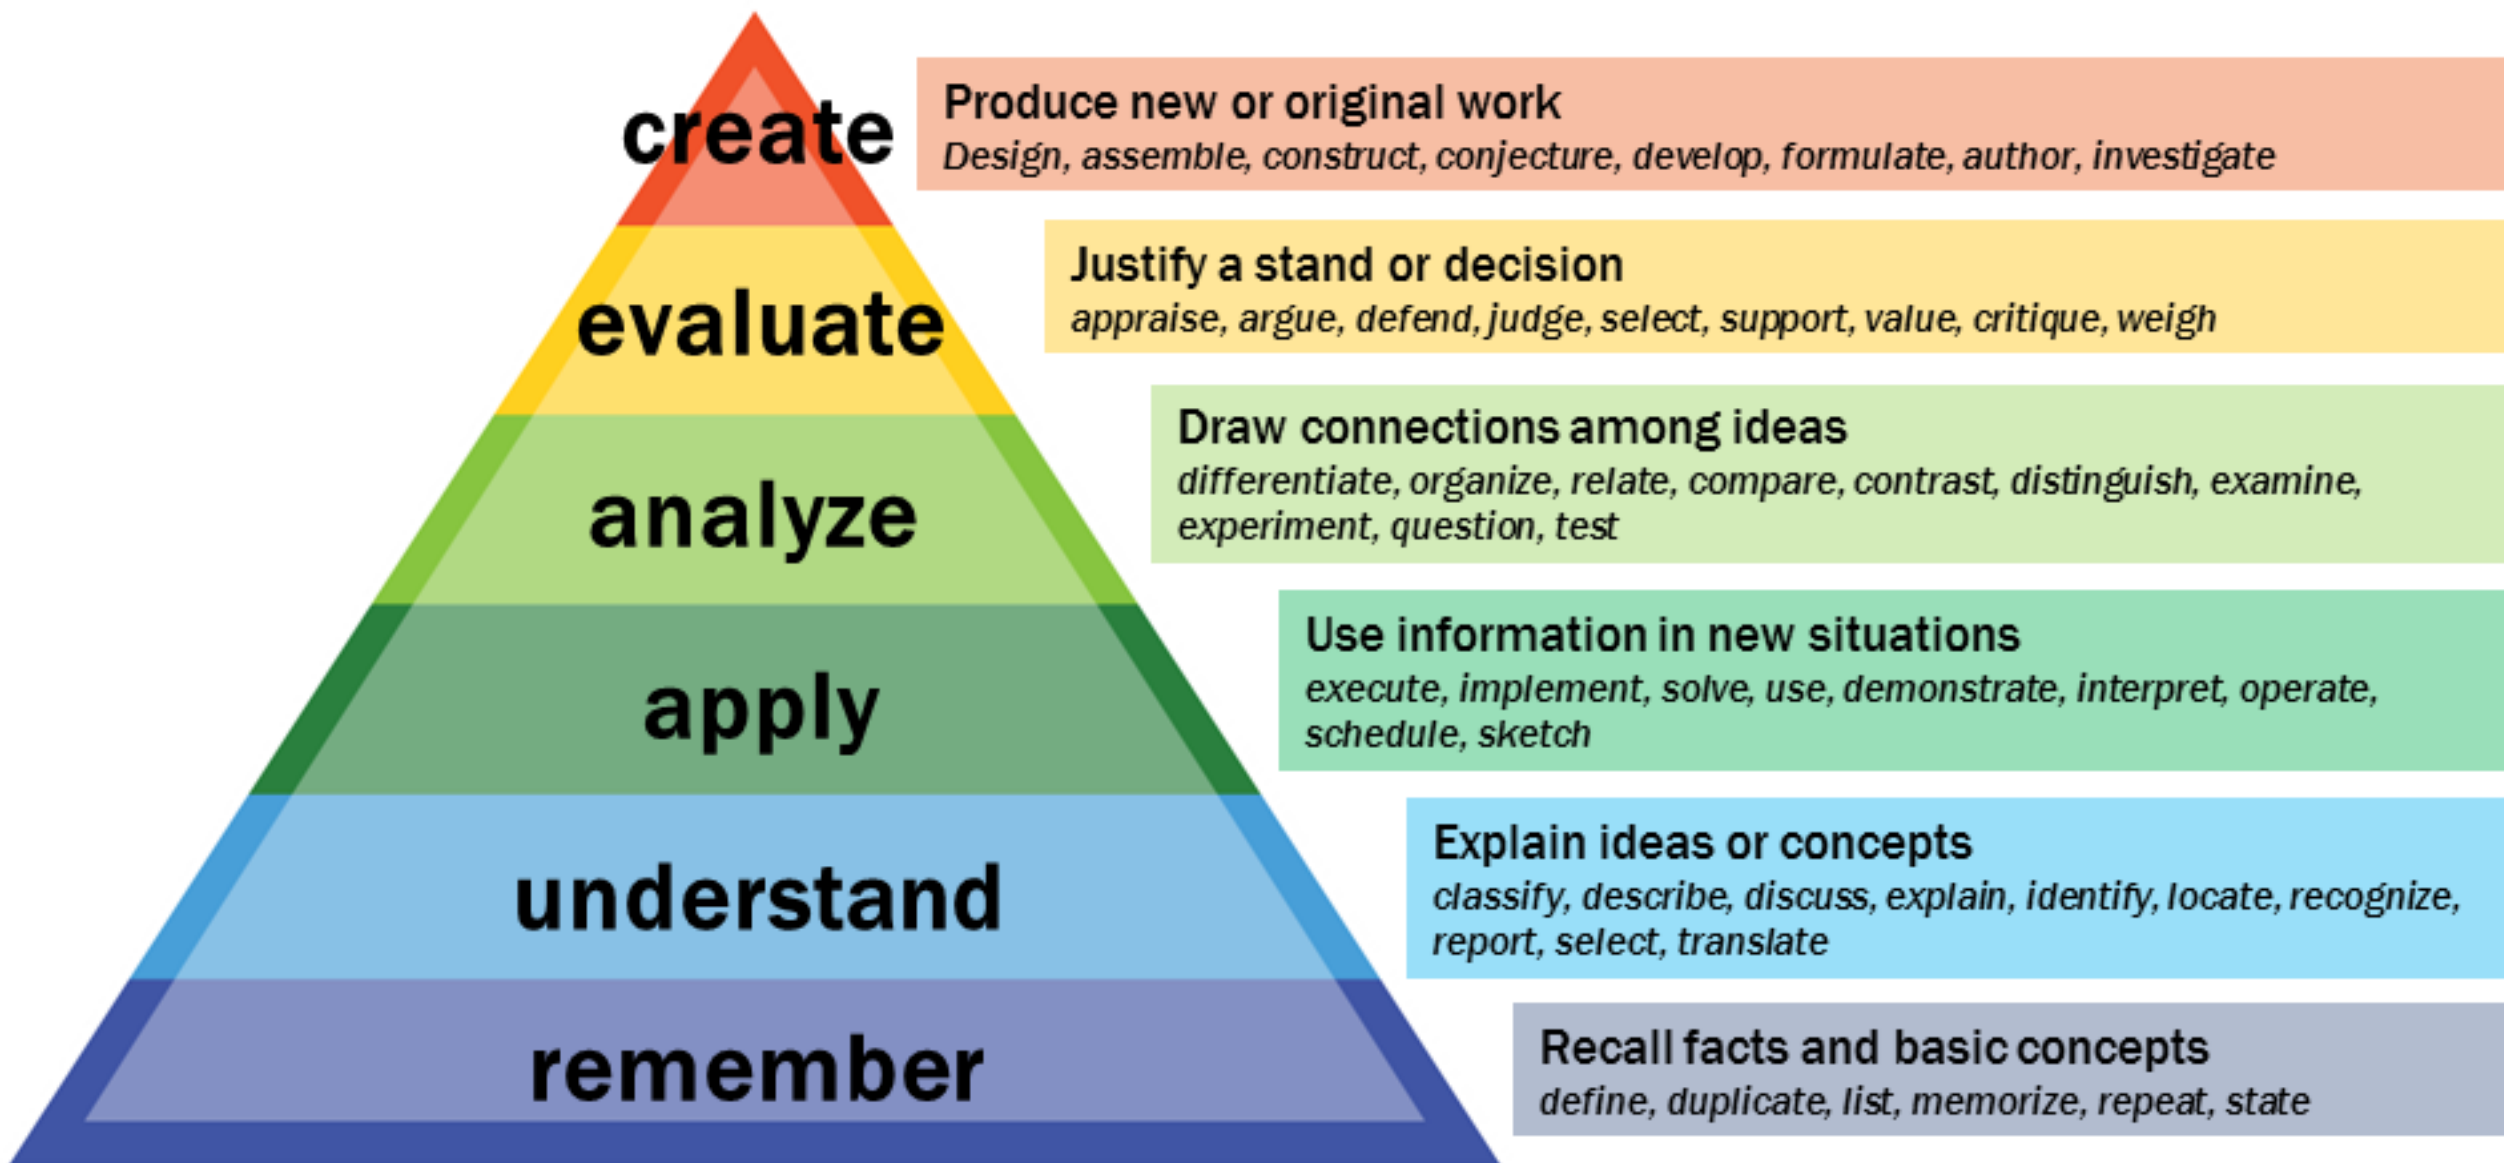 create
Produce new or original work
Design, assemble, construct, conjecture, develop, formulate, author, investigate
evaluate
Justify a stand or decision
appraise, argue, defend, judge, select, support, value, critique, weigh
analyze
Draw connections among ideas
differentiate, organize, relate, compare, contrast, distinguish, examine,
experiment, question, test
apply
Use information in new situations
execute, implement, solve, use, demonstrate, interpret, operate,
schedule, sketch
understand
Explain ideas or concepts
classify, describe, discuss, explain, identify, locate, recognize,
report, select, translate
remember
Recall facts and basic concepts
define, duplicate, list, memorize, repeat, state